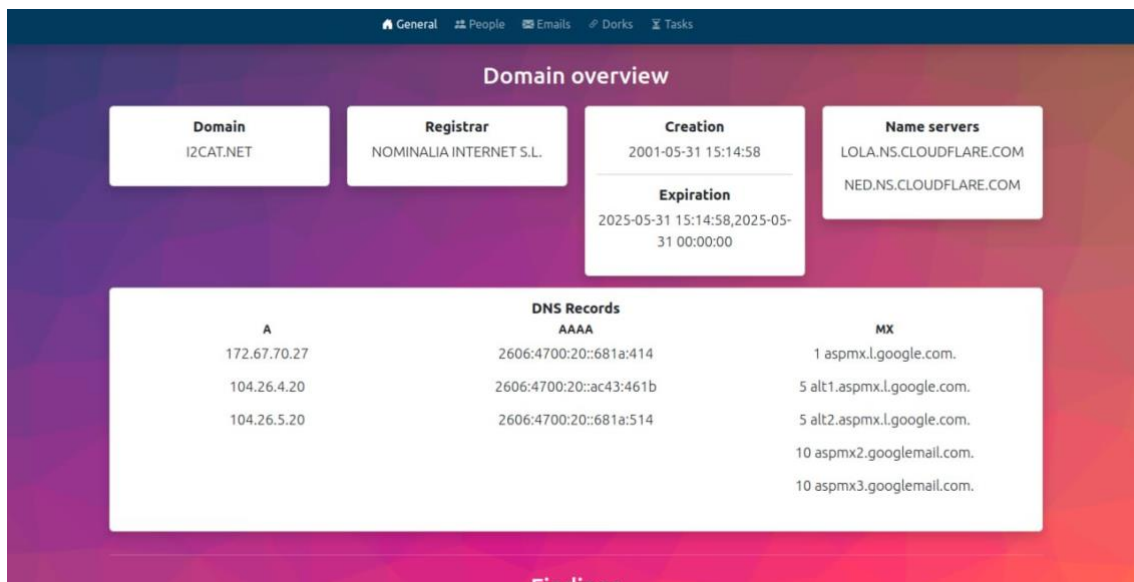 General People Emails Dorks Tasks
Domain overview
Domain
I2CAT.NET
Registrar
NOMINALIA INTERNET S.L.
Creation
2001-05-31 15:14:58
Expiration
2025-05-31 15:14:58,2025-05-
31 00:00:00
Name servers
LOLA.NS.CLOUDFLARE.COM
NED.NS.CLOUDFLARE.COM
DNS Records
A
172.67.70.27
104.26.4.20
104.26.5.20
AAAA
2606:4700:20::681a:414
2606:4700:20::ac43:461b
2606:4700:20::681a:514
MX
1 aspmx.l.google.com.
5 alt1.aspmx.l.google.com.
5 alt2.aspmx.l.google.com.
10 aspmx2.googlemail.com.
10 aspmx3.googlemail.com.